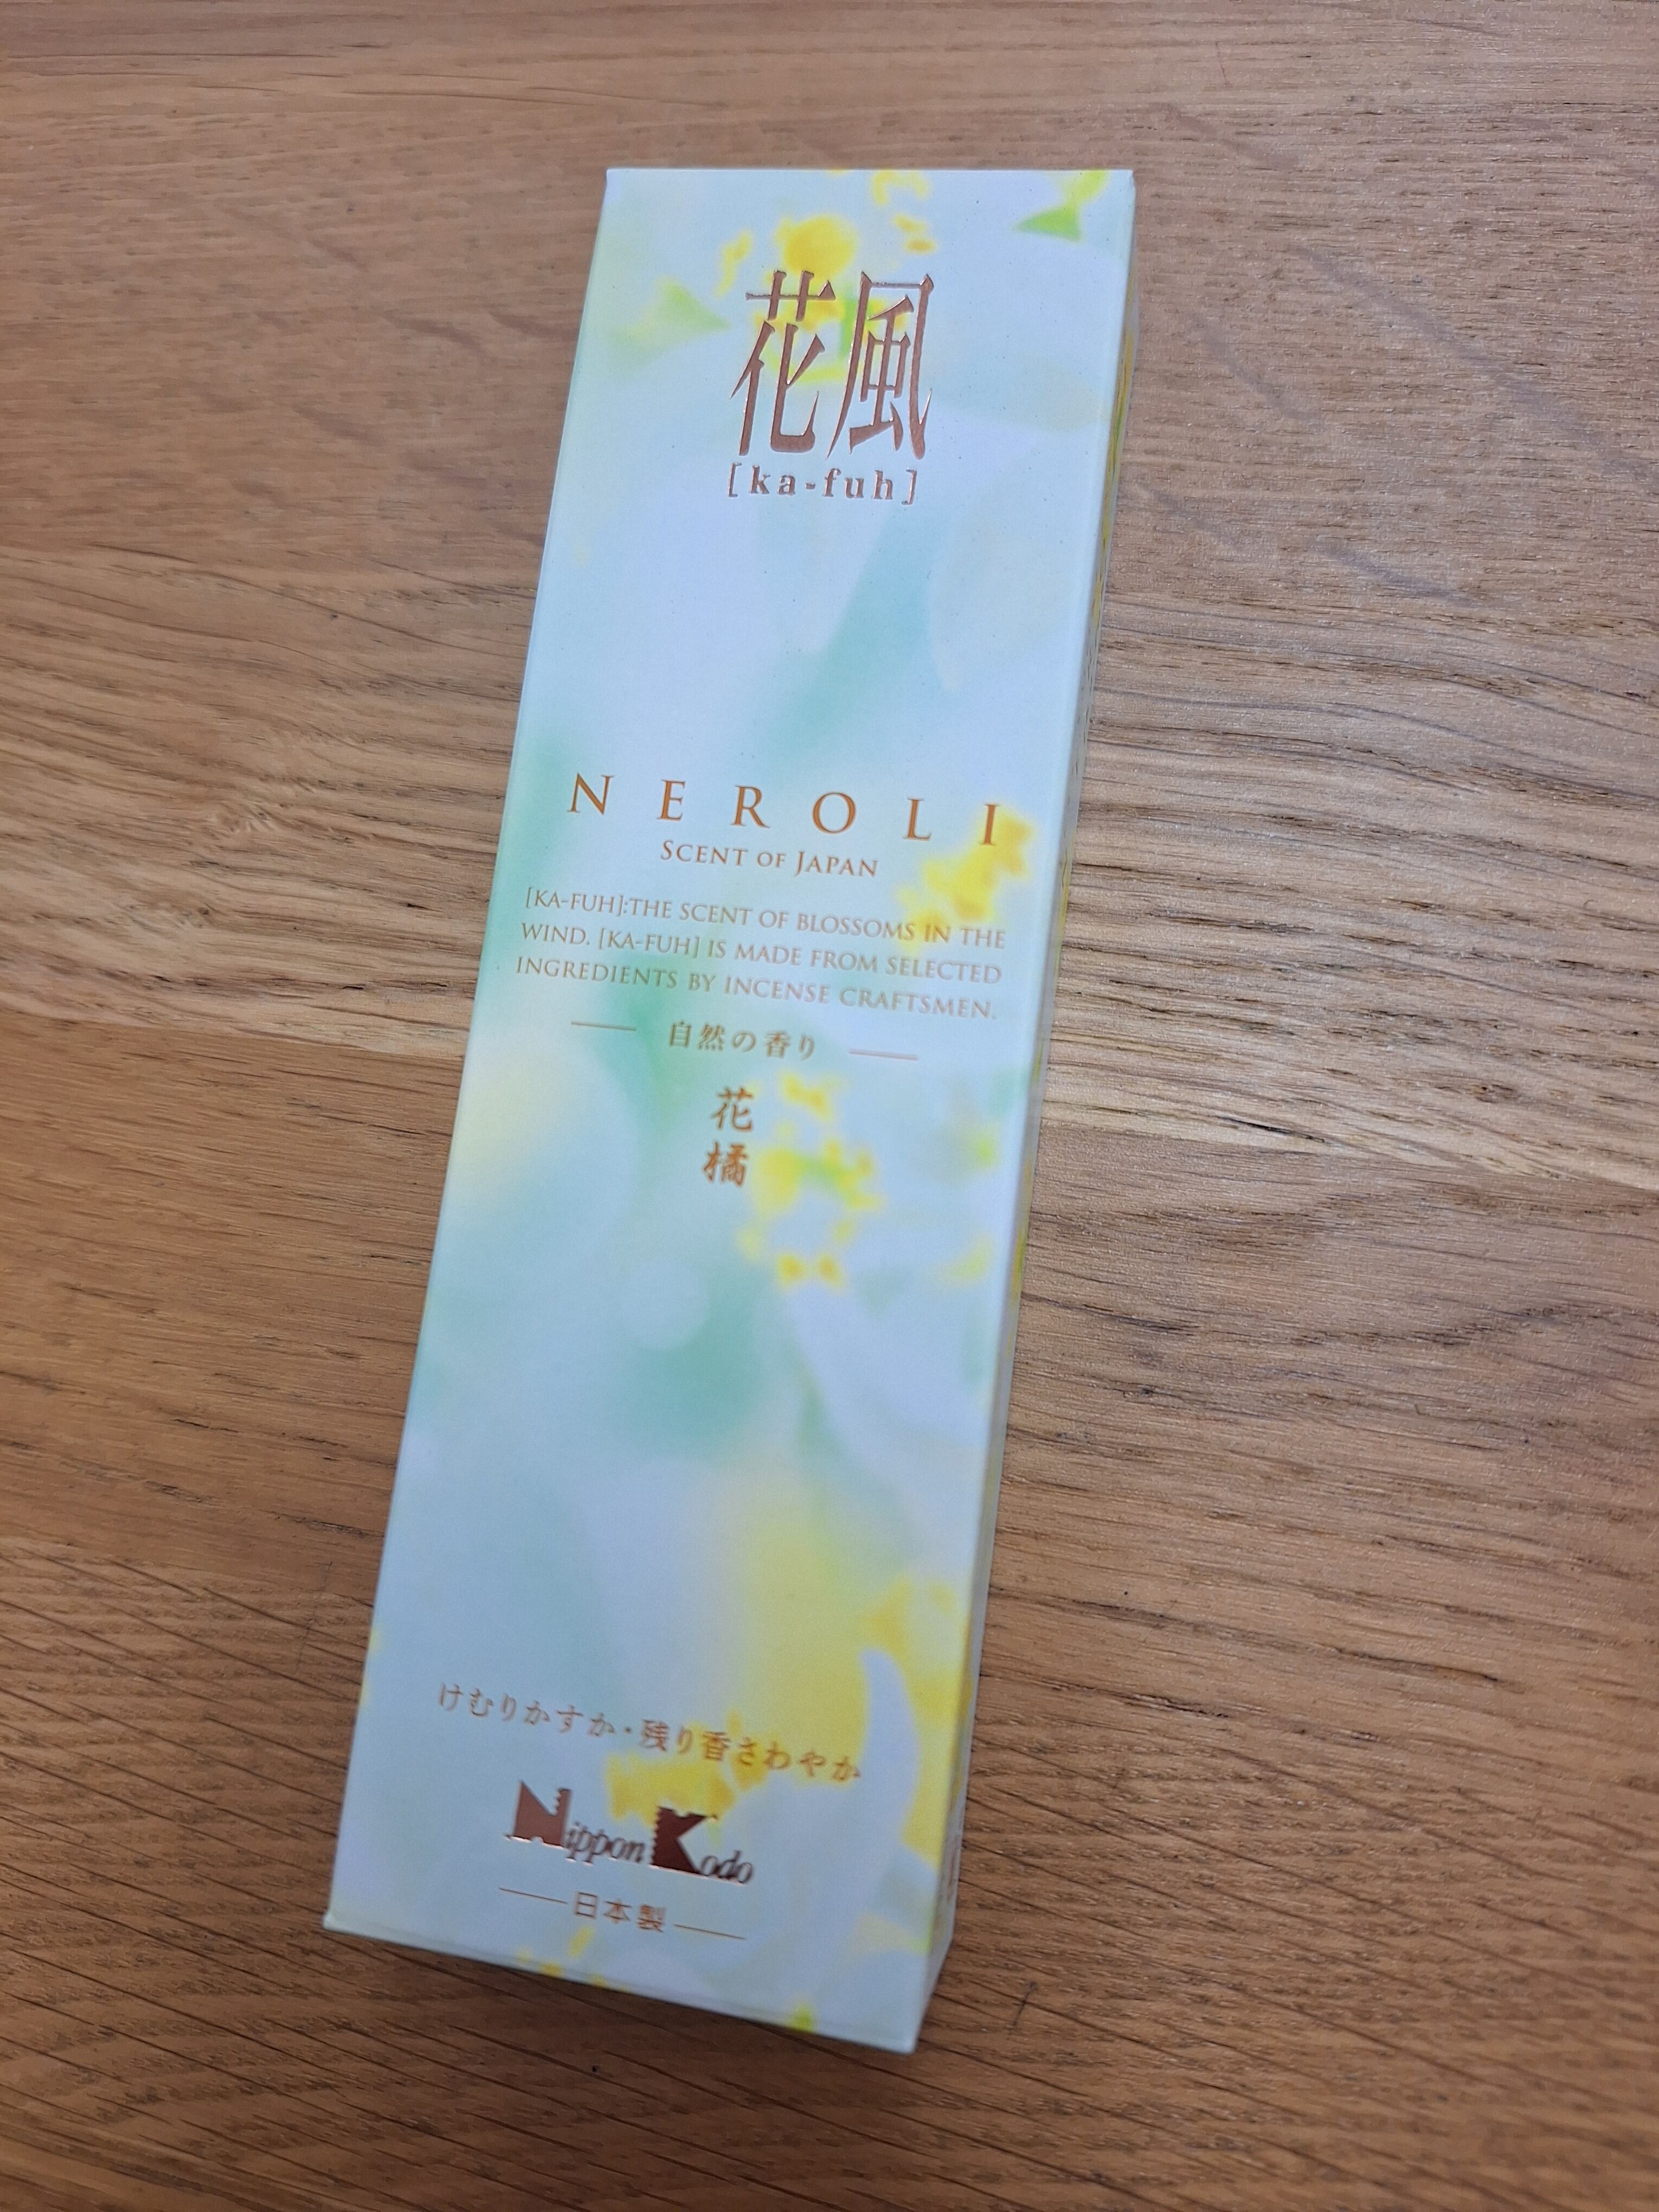 花風
[ka-fuh]
NEROLI
SCENT OF JAPAN
[KA-FUH]:THE SCENT OF BLOSSOMS IN THE
WIND. [KA-FUH] IS MADE FROM SELECTED
INGREDIENTS BY INCENSE CRAFTSMEN.
自然の香り
花橘
けむりかすか・残り香さわやか
Nippon Kodo
日本製